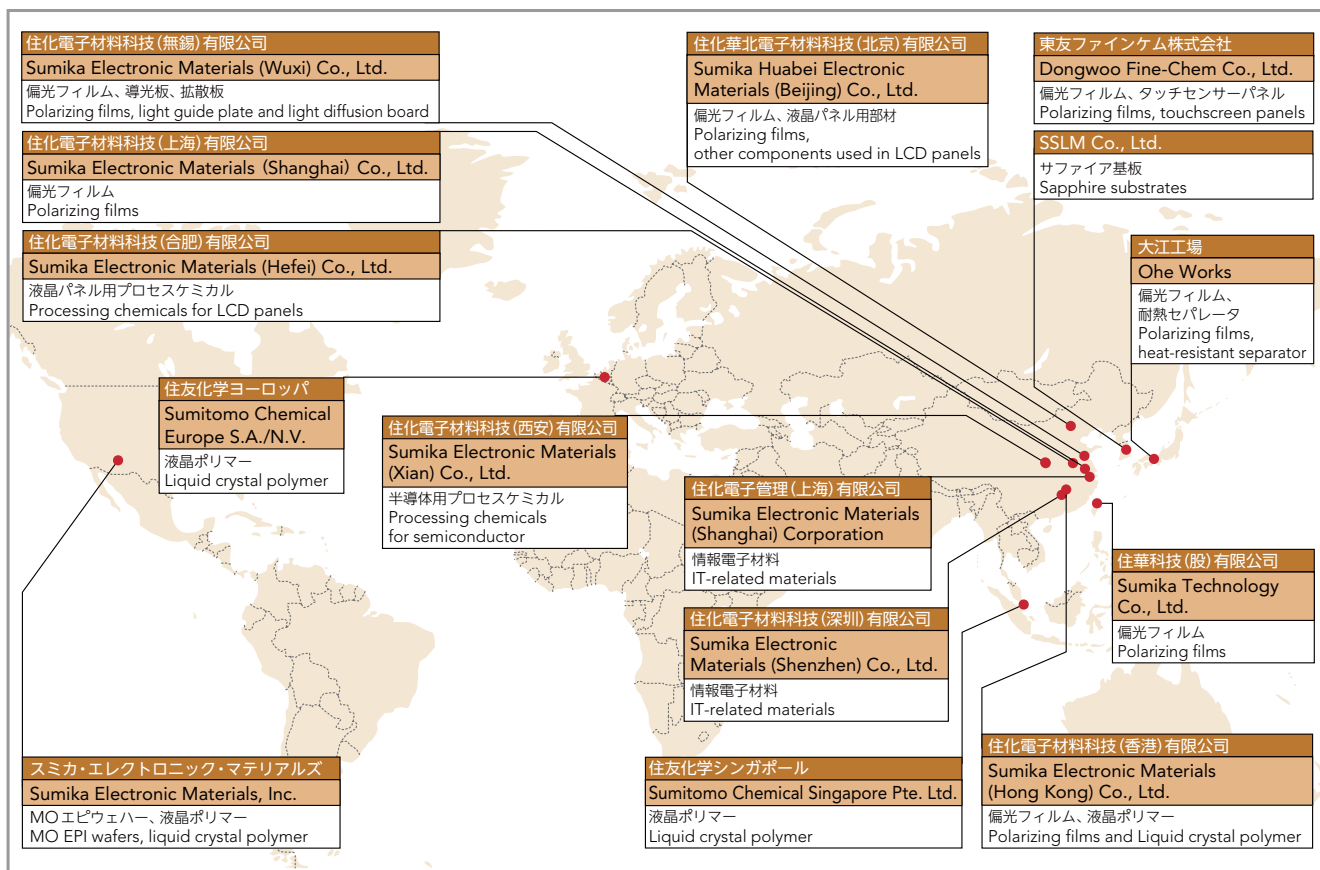 住化電子材料科技（無錫）有限公司
Sumika Electronic Materials (Wuxi) Co., Ltd.
偏光フィルム、導光板、拡散板
Polarizing films, light guide plate and light diffusion board
住化電子材料科技（上海）有限公司
Sumika Electronic Materials (Shanghai) Co., Ltd.
偏光フィルム
Polarizing films
住化電子材料科技（合肥）有限公司
Sumika Electronic Materials (Hefei) Co., Ltd.
液晶パネル用プロセスケミカル
Processing chemicals for LCD panels
住化華北電子材料科技（北京）有限公司
Sumika Huabei Electronic
Materials (Beijing) Co., Ltd.
偏光フィルム、液晶パネル用部材
Polarizing films,
other components used in LCD panels
東友ファインケム株式会社
Dongwoo Fine-Chem Co., Ltd.
偏光フィルム、タッチセンサーパネル
Polarizing films, touchscreen panels
SSLM Co., Ltd.
サファイア基板
Sapphire substrates
大江工場
Ohe Works
偏光フィルム、
耐熱セパレータ
Polarizing films,
heat-resistant separator
住友化学ヨーロッパ
Sumitomo Chemical
Europe S.A./N.V.
液晶ポリマー
Liquid crystal polymer
住化電子材料科技（西安）有限公司
Sumika Electronic Materials
(Xian) Co., Ltd.
半導体用プロセスケミカル
Processing chemicals
for semiconductor
住化電子管理（上海）有限公司
Sumika Electronic Materials
(Shanghai) Corporation
情報電子材料
IT-related materials
住化電子材料科技（深圳）有限公司
Sumika Electronic
Materials (Shenzhen) Co., Ltd.
情報電子材料
IT-related materials
住華科技（股）有限公司
Sumika Technology
Co., Ltd.
偏光フィルム
Polarizing films
スミカ・エレクトロニック・マテリアルズ
Sumika Electronic Materials, Inc.
MOエピウェハー、液晶ポリマー
MO EPI wafers, liquid crystal polymer
住友化学シンガポール
Sumitomo Chemical Singapore Pte. Ltd.
液晶ポリマー
Liquid crystal polymer
住化電子材料科技（香港）有限公司
Sumika Electronic Materials
(Hong Kong) Co., Ltd.
偏光フィルム、液晶ポリマー
Polarizing films and Liquid crystal polymer